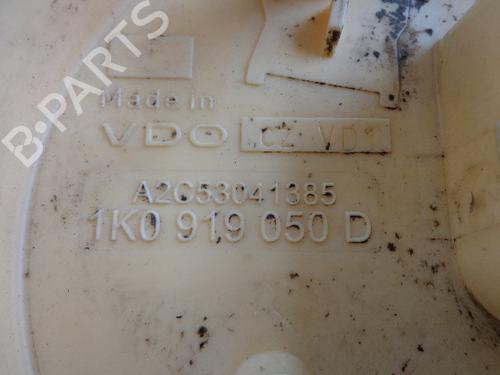 B-PARTS
Made in
VDO CZ VD1
A2C53041385
1K0 919 050 D